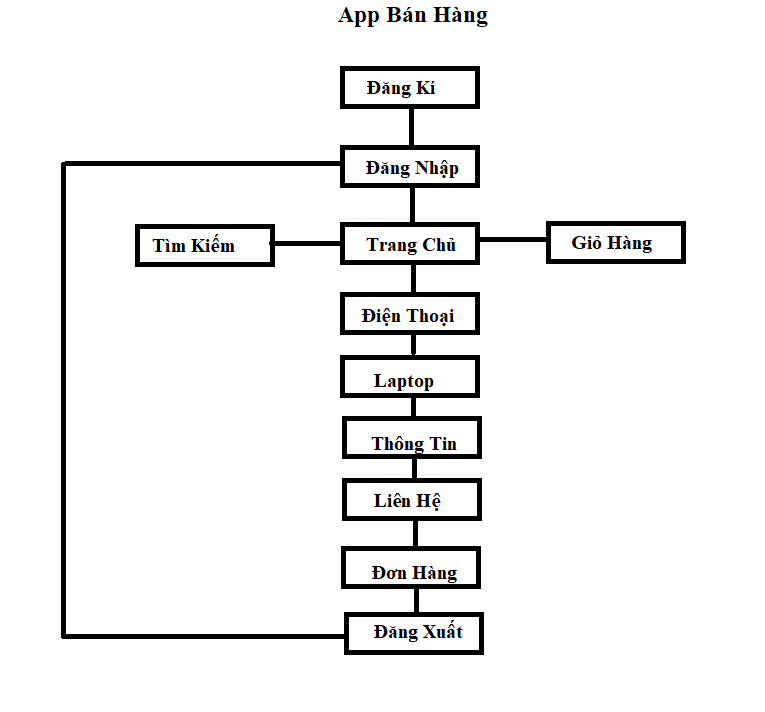 App Bán Hàng
Đăng Kí
Đăng Nhập
Tìm Kiếm
Trang Chủ
Giỏ Hàng
Điện Thoại
Laptop
Thông Tin
Liên Hệ
Đơn Hàng
Đăng Xuất